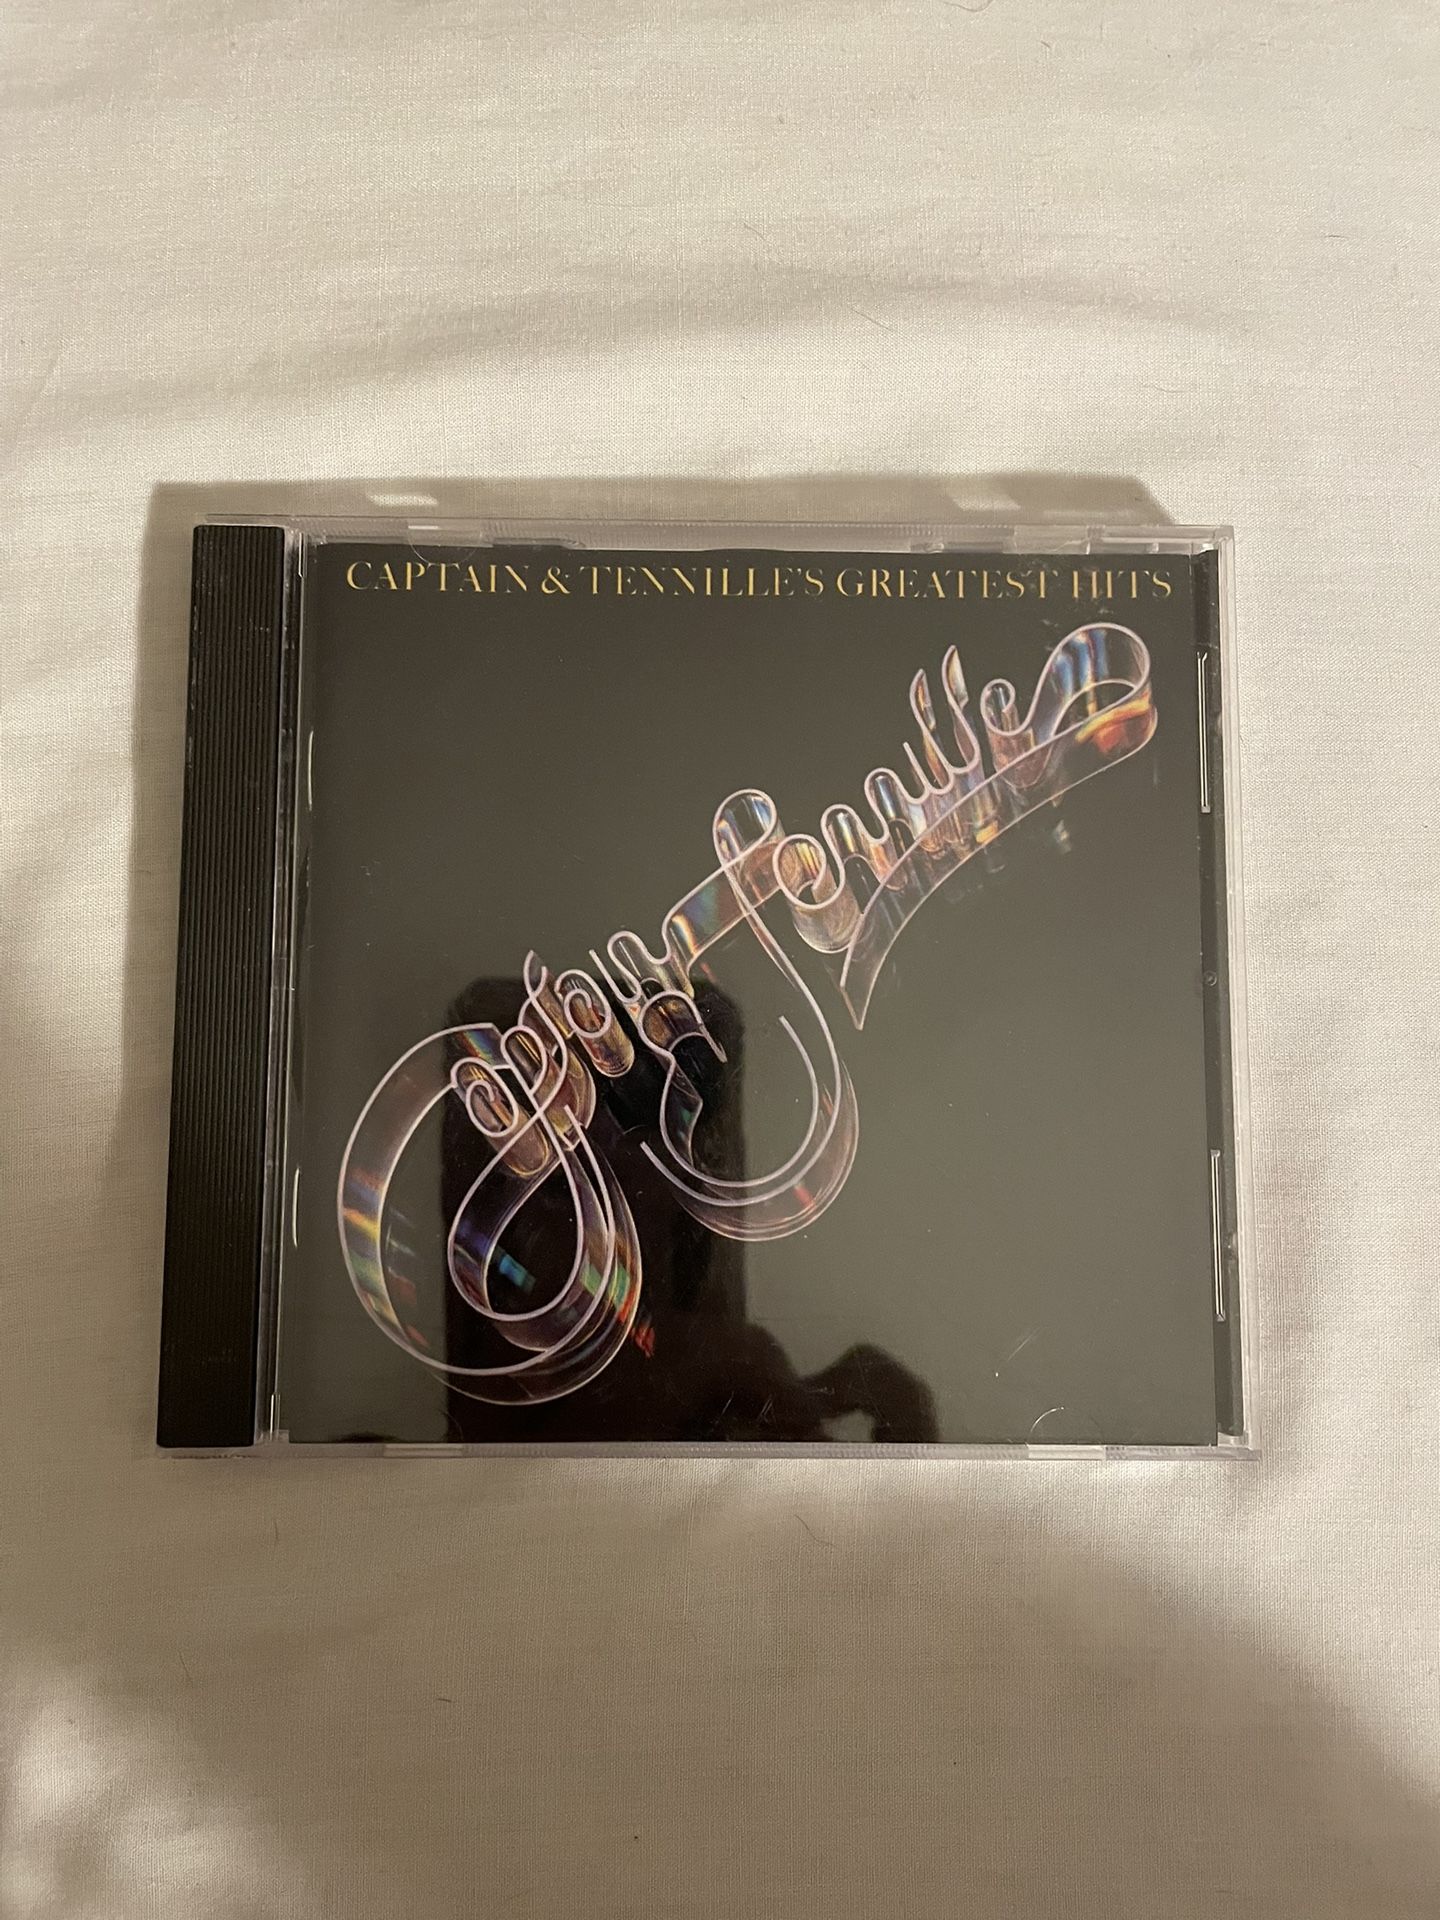 CAPTAIN & TENNILLE'S GREATEST HITS
Captain & Tennille